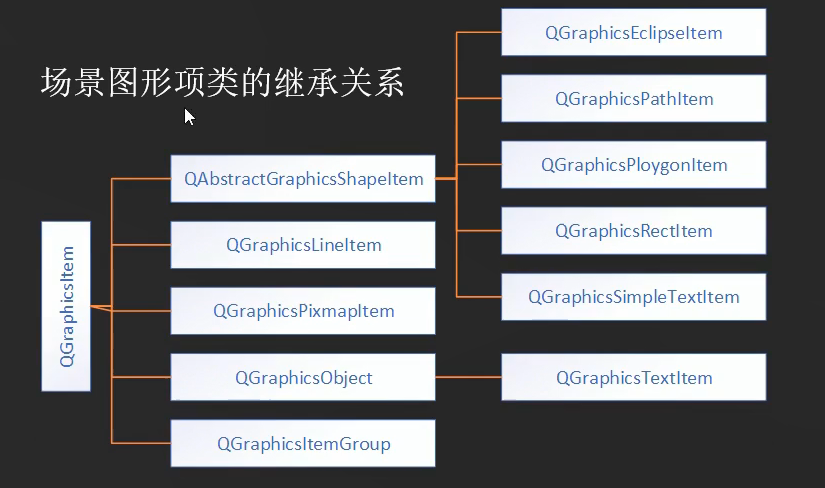 场景图形项类的继承关系
QGraphicsItem
QAbstractGraphicsShapeItem
QGraphicsLineItem
QGraphicsPixmapItem
QGraphicsObject
QGraphicsItemGroup
QGraphicsEclipseItem
QGraphicsPathItem
QGraphicsPloygonItem
QGraphicsRectItem
QGraphicsSimpleTextItem
QGraphicsTextItem